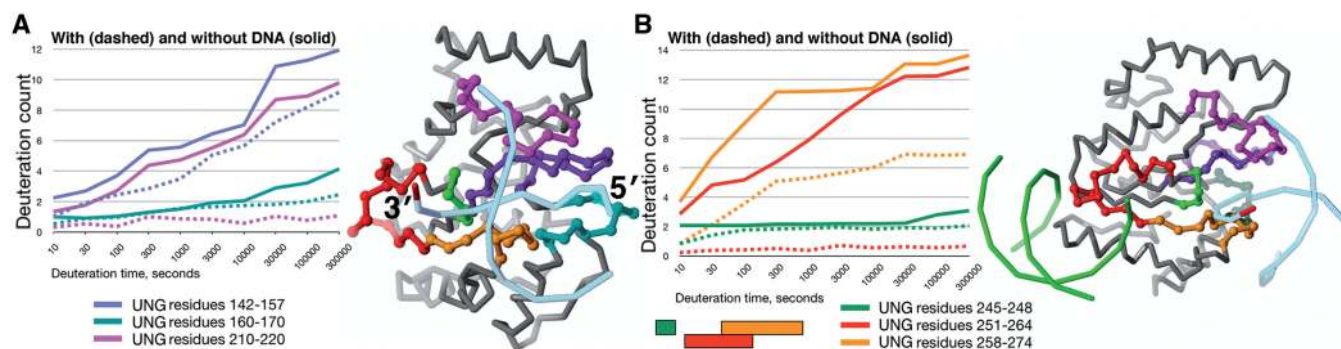 A
With (dashed) and without DNA (solid)
Deuteration count
12
10
8
6
4
2
0
10
30
100
300
1000
3000
10000
30000
100000
300000
Deuteration time, seconds
UNG residues 142-157
UNG residues 160-170
UNG residues 210-220
3′
5′
B
With (dashed) and without DNA (solid)
Deuteration count
14
12
10
8
6
4
2
0
10
30
100
300
1000
3000
10000
30000
100000
300000
Deuteration time, seconds
UNG residues 245-248
UNG residues 251-264
UNG residues 258-274